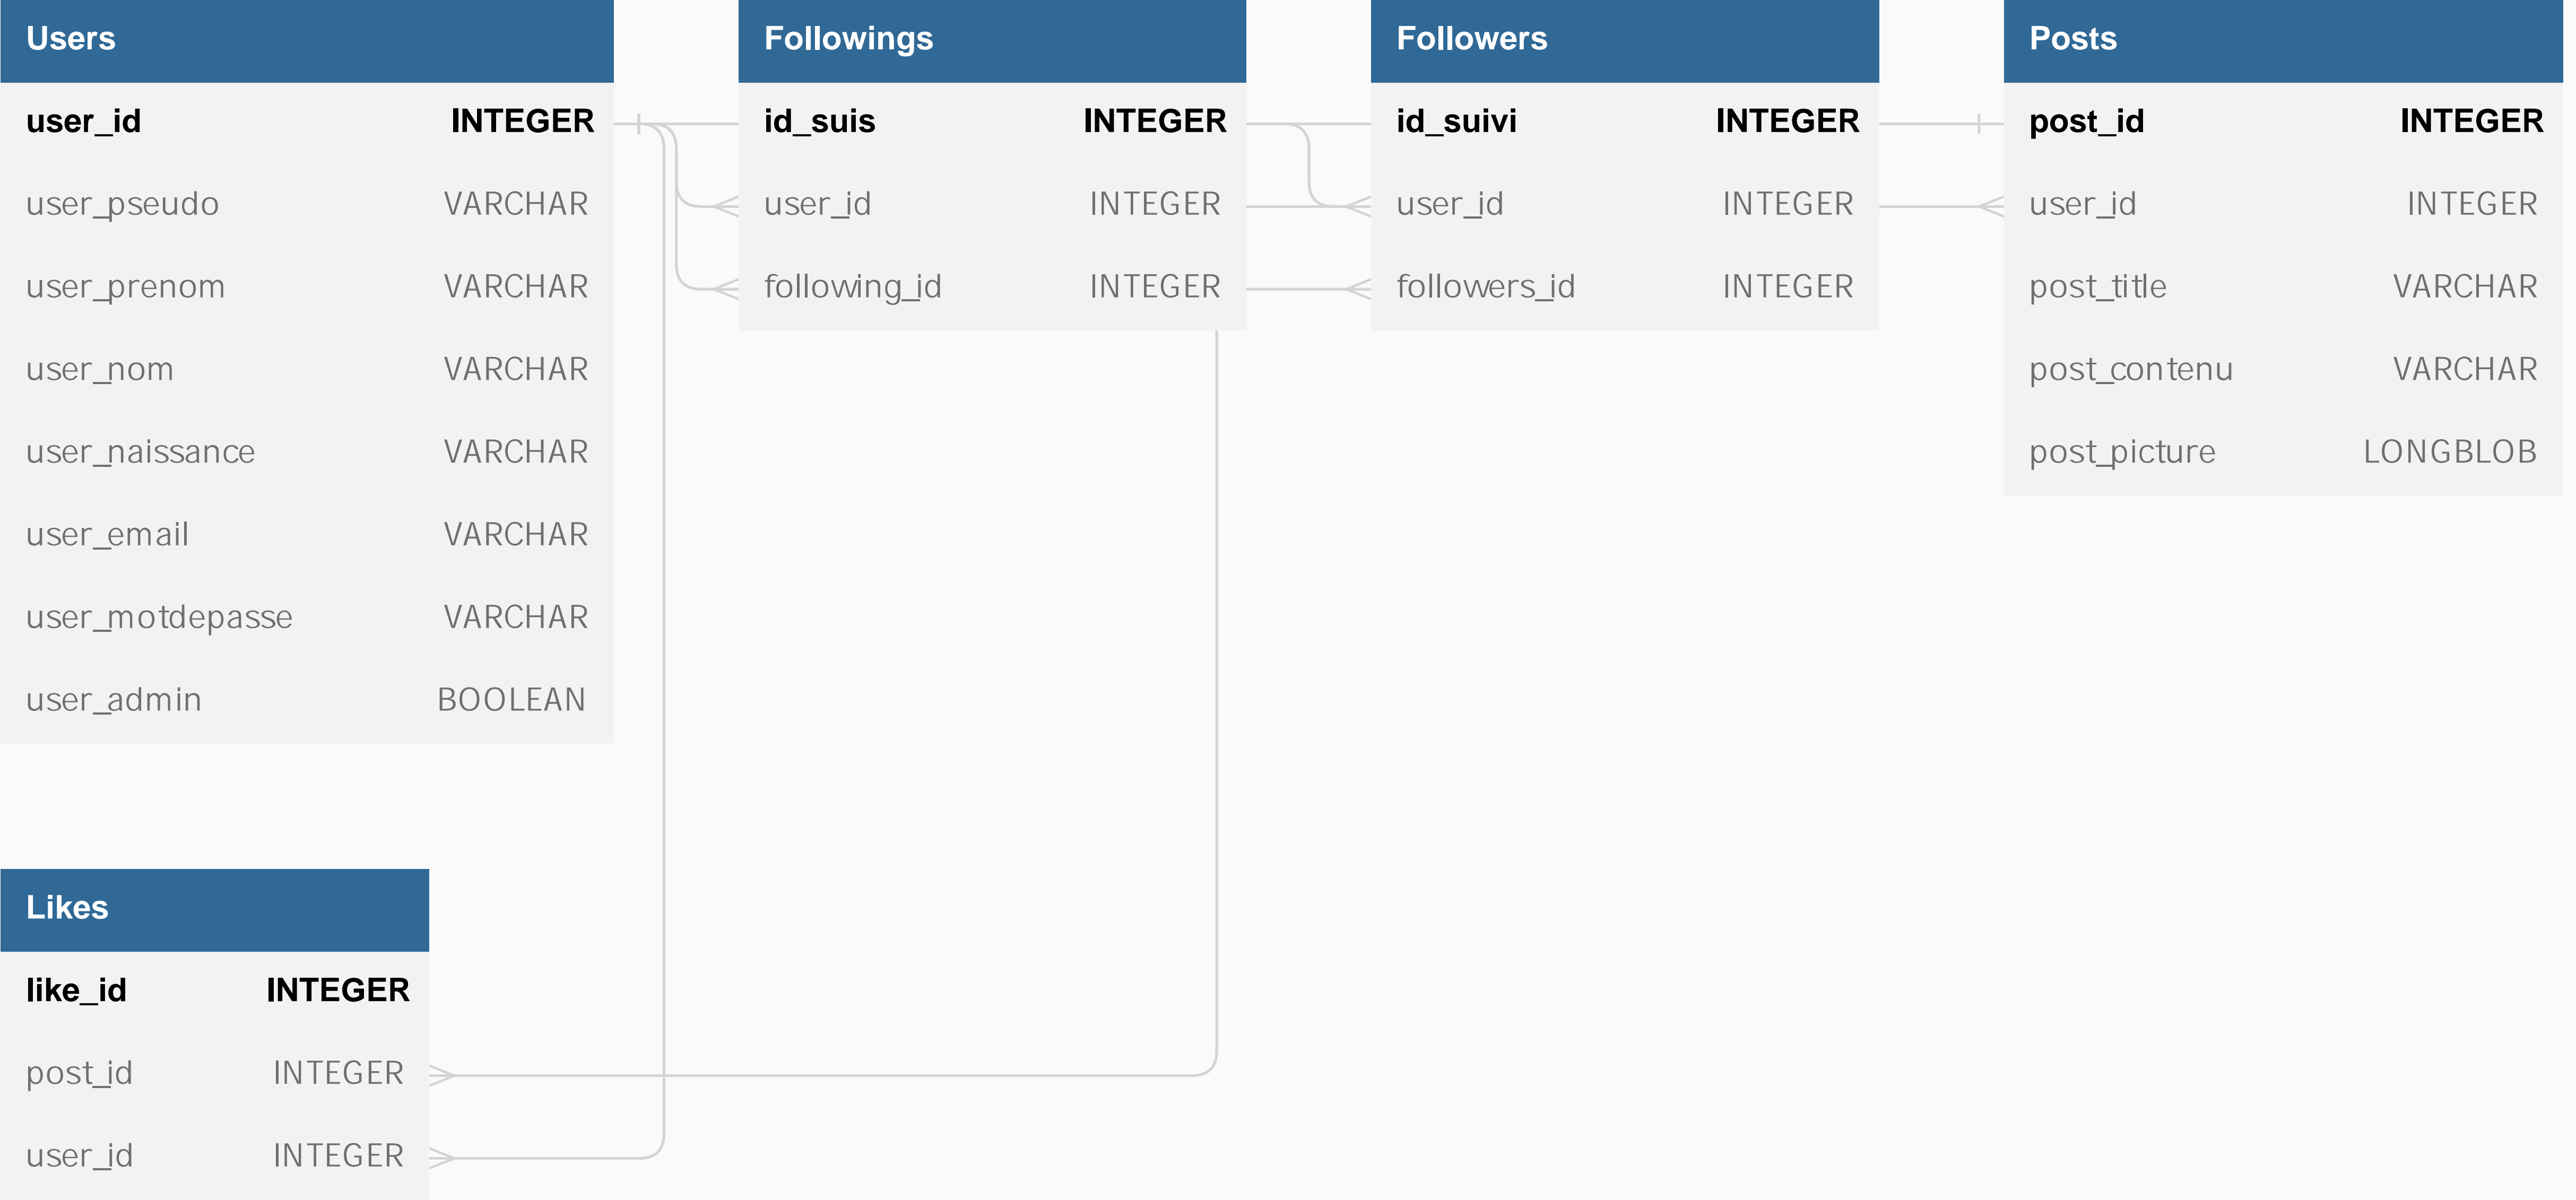 Users
user_id INTEGER
user_pseudo VARCHAR
user_prenom VARCHAR
user_nom VARCHAR
user_naissance VARCHAR
user_email VARCHAR
user_motdepasse VARCHAR
user_admin BOOLEAN
Followings
id_suis INTEGER
user_id INTEGER
following_id INTEGER
Followers
id_suivi INTEGER
user_id INTEGER
followers_id INTEGER
Posts
post_id INTEGER
user_id INTEGER
post_title VARCHAR
post_contenu VARCHAR
post_picture LONGBLOB
Likes
like_id INTEGER
post_id INTEGER
user_id INTEGER